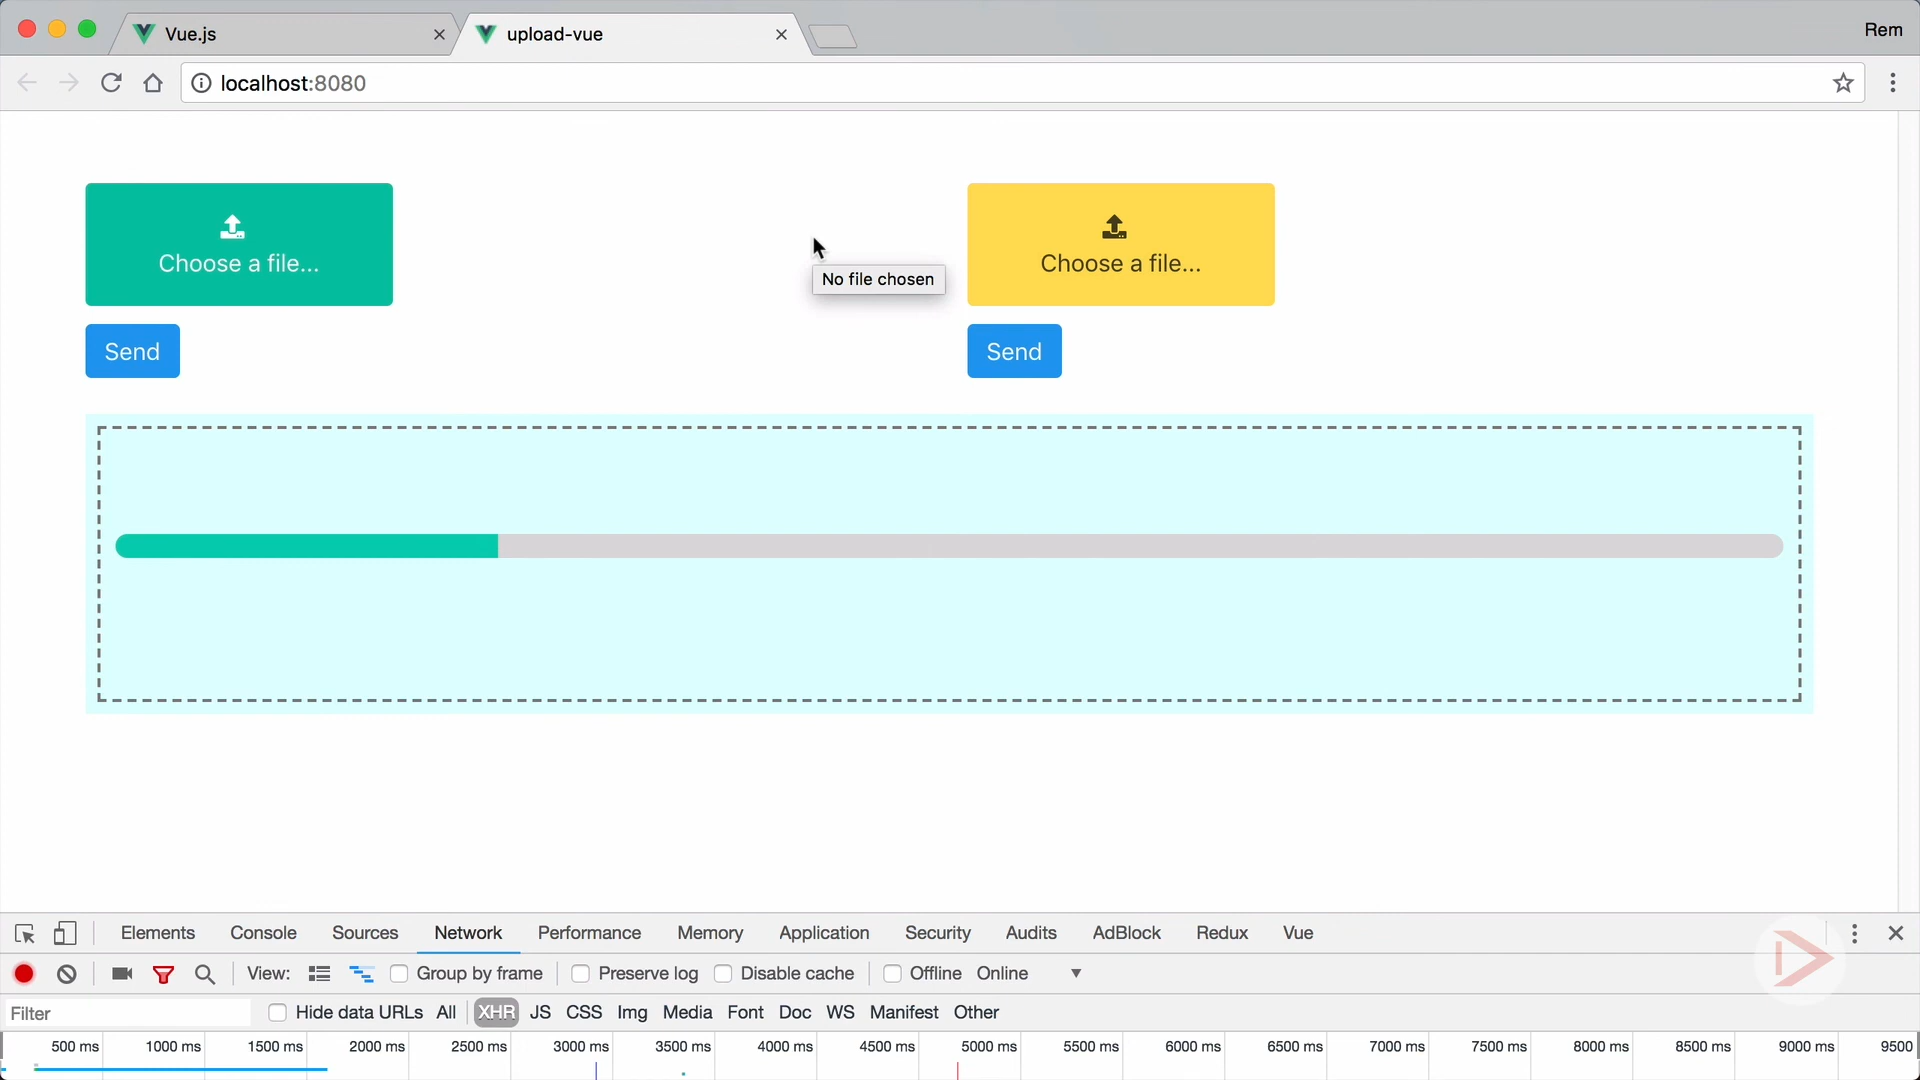 Vue.js
upload-vue
Rem
localhost:8080
Choose a file...
Choose a file...
No file chosen
Send
Send
Elements Console Sources Network Performance Memory Application Security Audits AdBlock Redux Vue
View: Group by frame Preserve log Disable cache Offline Online
Filter Hide data URLs All XHR JS CSS Img Media Font Doc WS Manifest Other
500 ms 1000 ms 1500 ms 2000 ms 2500 ms 3000 ms 3500 ms 4000 ms 4500 ms 5000 ms 5500 ms 6000 ms 6500 ms 7000 ms 7500 ms 8000 ms 8500 ms 9000 ms 9500